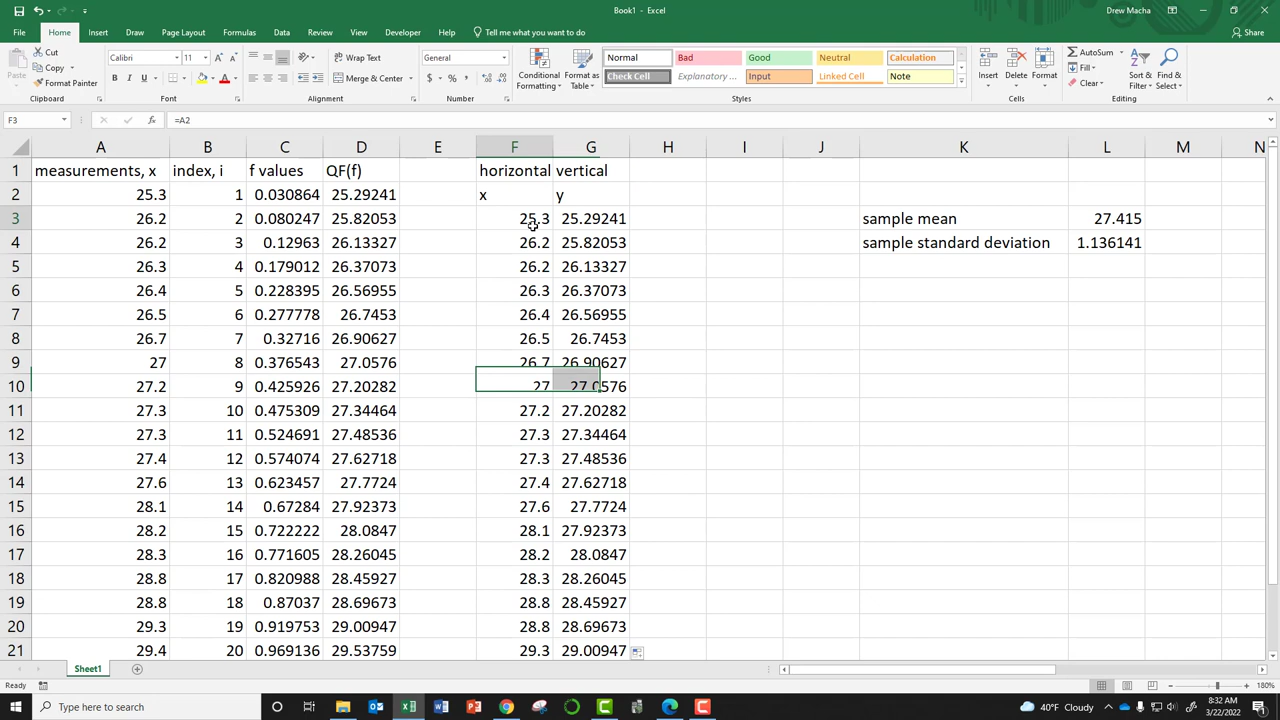 Book1 - Excel
Drew Macha
File Home Insert Draw Page Layout Formulas Data Review View Developer Help Tell me what you want to do Share
Cut
Copy
Format Painter
Paste
Clipboard
Calibri 11
B I U
Font
Wrap Text
Merge & Center
Alignment
General
$ % ,
Number
Conditional Formatting
Format as Table
Normal Bad Good Neutral Calculation
Check Cell Explanatory ... Input Linked Cell Note
Styles
Insert Delete Format
Cells
AutoSum
Fill
Clear
Sort & Filter
Find & Select
Editing
F3 fx =A2
A B C D E F G H I J K L M N
1 measurements, x index, i f values QF(f) horizontal vertical
2 25.3 1 0.030864 25.29241 x y
3 26.2 2 0.080247 25.82053 25.3 25.29241 sample mean 27.415
4 26.2 3 0.12963 26.13327 26.2 25.82053 sample standard deviation 1.136141
5 26.3 4 0.179012 26.37073 26.2 26.13327
6 26.4 5 0.228395 26.56955 26.3 26.37073
7 26.5 6 0.277778 26.7453 26.4 26.56955
8 26.7 7 0.32716 26.90627 26.5 26.7453
9 27 8 0.376543 27.0576 26.7 26.90627
10 27.2 9 0.425926 27.20282 27 27.0576
11 27.3 10 0.475309 27.34464 27.2 27.20282
12 27.3 11 0.524691 27.48536 27.3 27.34464
13 27.4 12 0.574074 27.62718 27.3 27.48536
14 27.6 13 0.623457 27.7724 27.4 27.62718
15 28.1 14 0.67284 27.92373 27.6 27.7724
16 28.2 15 0.722222 28.0847 28.1 27.92373
17 28.3 16 0.771605 28.26045 28.2 28.0847
18 28.8 17 0.820988 28.45927 28.3 28.26045
19 28.8 18 0.87037 28.69673 28.8 28.45927
20 29.3 19 0.919753 29.00947 28.8 28.69673
21 29.4 20 0.969136 29.53759 29.3 29.00947
Sheet1
Ready
180%
Type here to search
40°F Cloudy
8:32 AM
3/22/2022